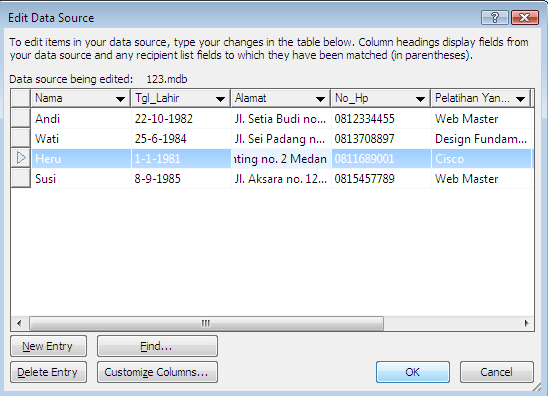 Edit Data Source
To edit items in your data source, type your changes in the table below. Column headings display fields from
your data source and any recipient list fields to which they have been matched (in parentheses).
Data source being edited: 123.mdb
Nama Tgl_Lahir Alamat No_Hp Pelatihan Yan...
Andi 22-10-1982 Jl. Setia Budi no... 0812334455 Web Master
Wati 25-6-1984 Jl. Sei Padang n... 0813708897 Design Fundam...
Heru 1-1-1981 nting no. 2 Medan 0811689001 Cisco
Susi 8-9-1985 Jl. Aksara no. 12... 0815457789 Web Master
New Entry Find...
Delete Entry Customize Columns... OK Cancel